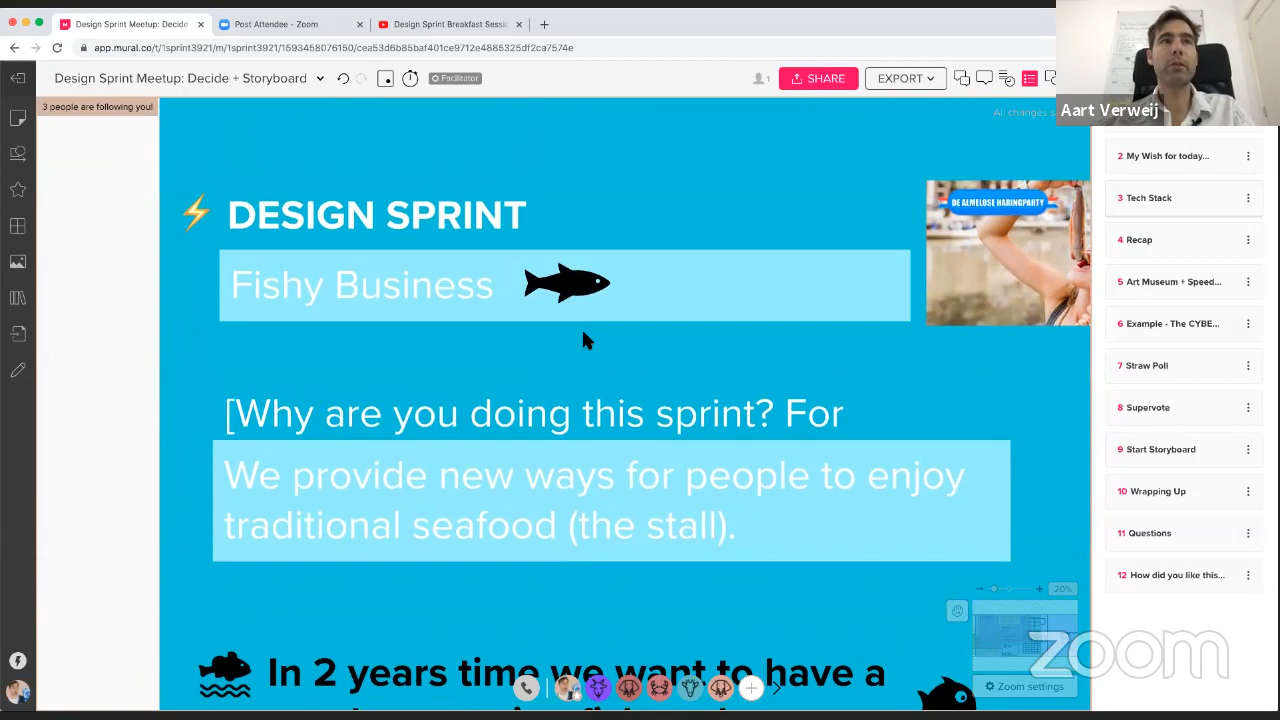 Design Sprint Meetup: Decide
Post Attendee - Zoom
Design Sprint Breakfast Sessi
app.mural.co/t/1sprint3921/m/1sprint3921/1593458076150/cea53d6b85baf401ce9712e4885325df2ca7574e
Design Sprint Meetup: Decide + Storyboard
Facilitator
1
SHARE
EXPORT
Aart Verweij
3 people are following you!
All changes s
2 My Wish for today...
3 Tech Stack
4 Recap
5 Art Museum + Speed...
6 Example - The CYBE...
7 Straw Poll
8 Supervote
9 Start Storyboard
10 Wrapping Up
11 Questions
12 How did you like this...
DESIGN SPRINT
BE ALMELOSE HARINGPARTY
Fishy Business
[Why are you doing this sprint? For
We provide new ways for people to enjoy
traditional seafood (the stall).
In 2 years time we want to have a
20%
Zoom settings
zoom